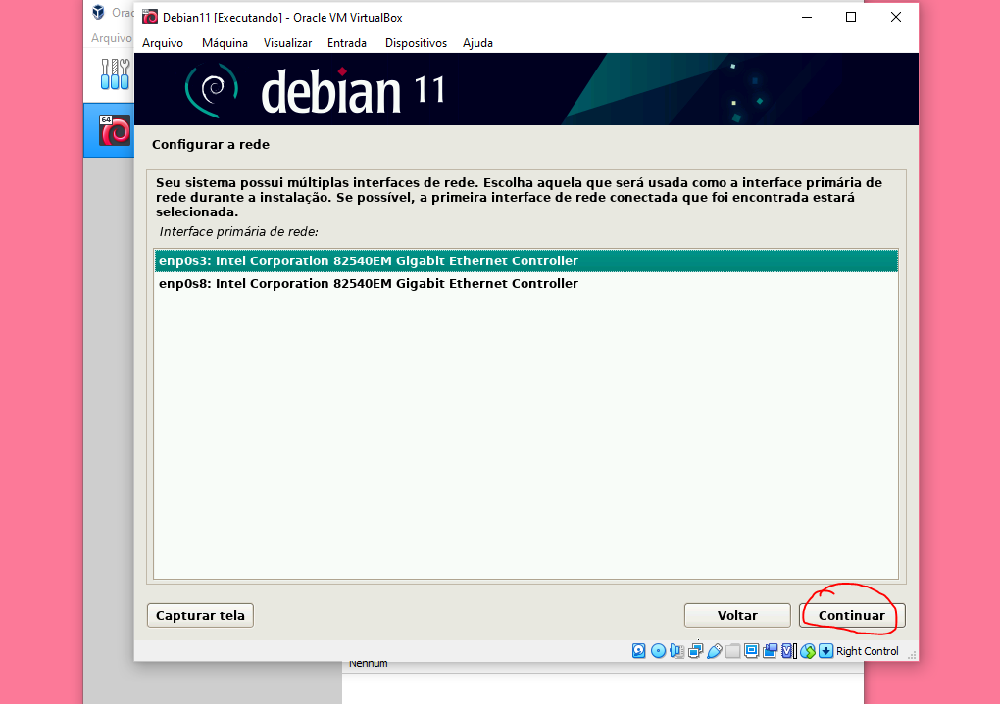 Orac
Debian11 [Executando] - Oracle VM VirtualBox
Arquivo
Arquivo Máquina Visualizar Entrada Dispositivos Ajuda
debian 11
64
Configurar a rede
Seu sistema possui múltiplas interfaces de rede. Escolha aquela que será usada como a interface primária de
rede durante a instalação. Se possível, a primeira interface de rede conectada que foi encontrada estará
selecionada.
Interface primária de rede:
enp0s3: Intel Corporation 82540EM Gigabit Ethernet Controller
enp0s8: Intel Corporation 82540EM Gigabit Ethernet Controller
Capturar tela
Voltar
Continuar
Right Control
Nenhum